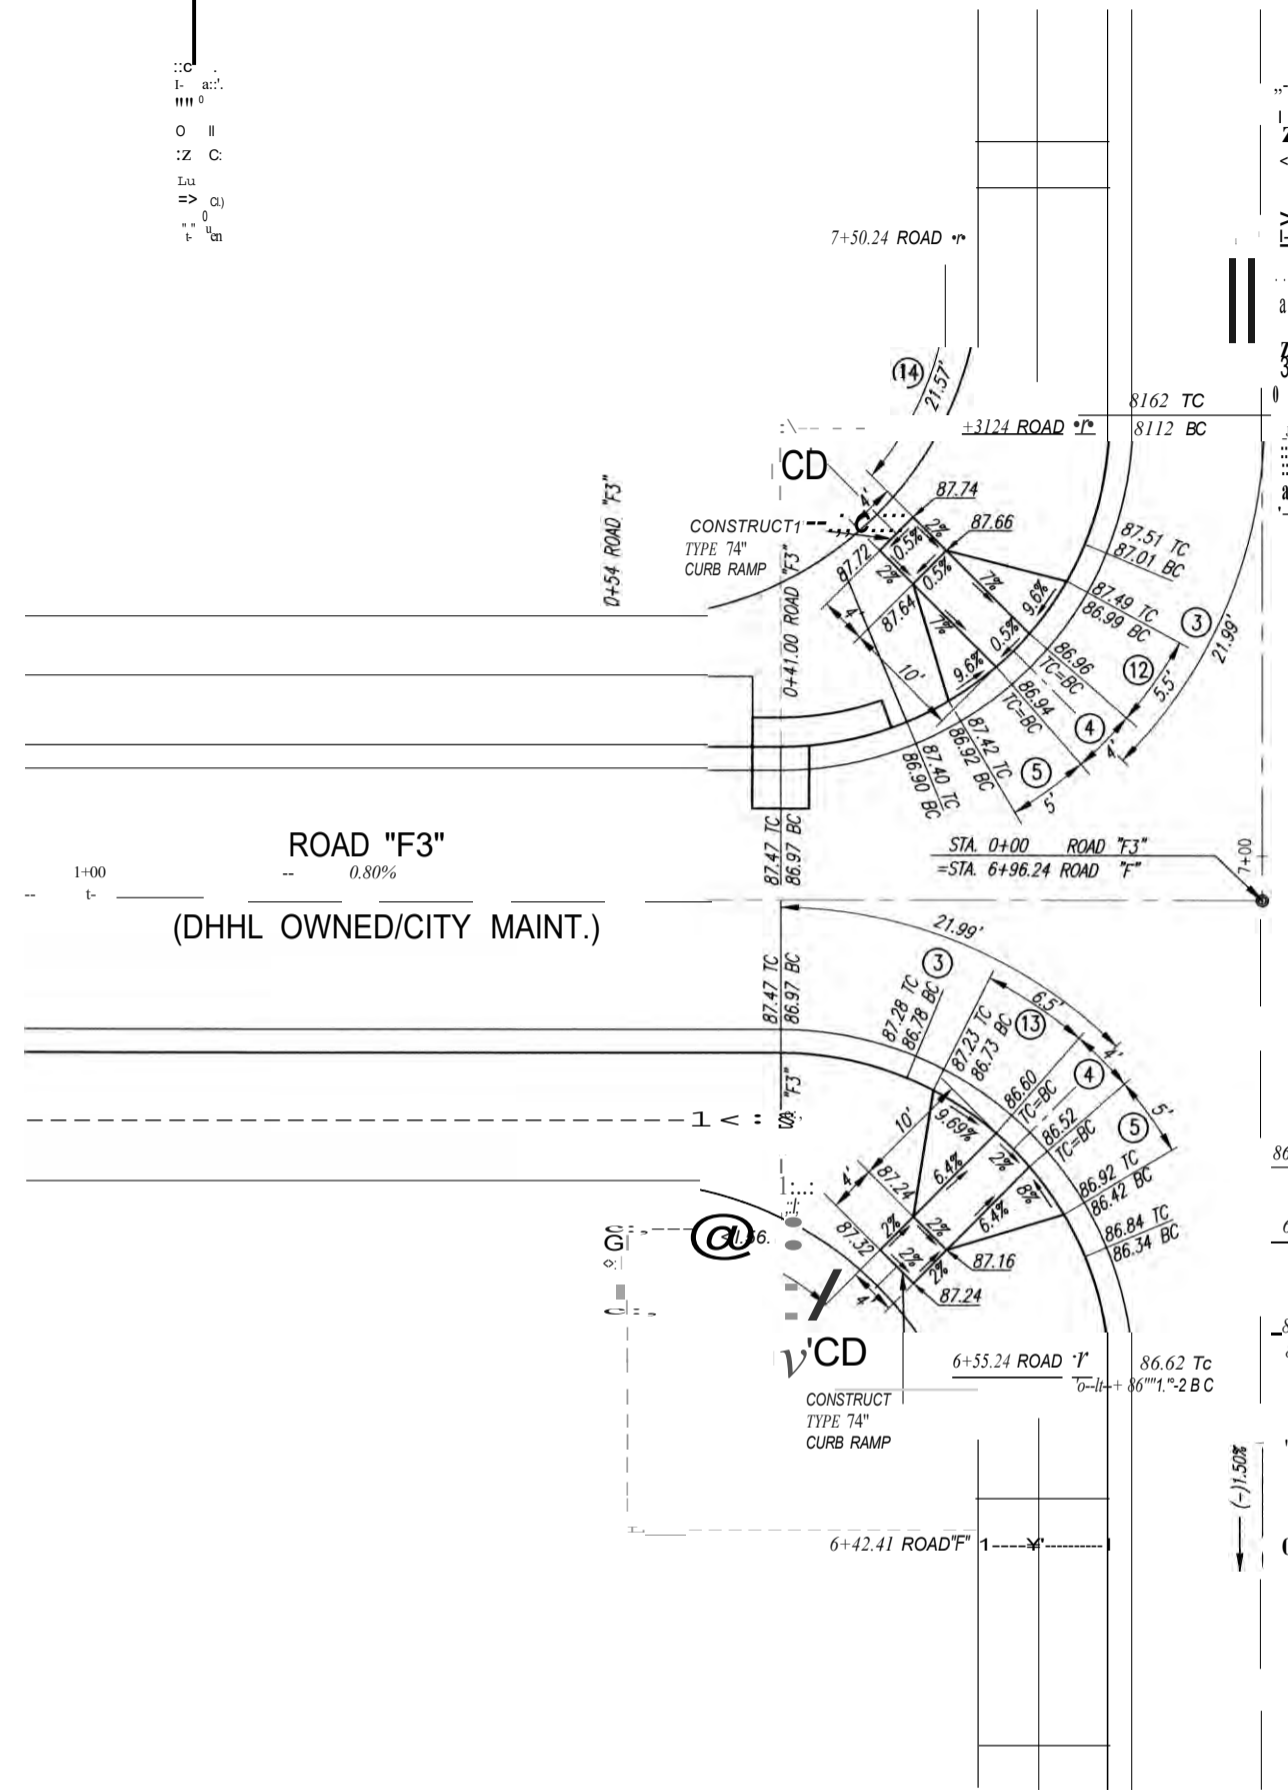 7+50.24 ROAD
14
21.57'
8162 TC
+3124 ROAD
8112 BC
CD
0+54 ROAD "F3"
4'
87.74
CONSTRUCT
TYPE 74"
CURB RAMP
2%
87.66
0.5%
87.72
2%
0.5%
87.51 TC
87.01 BC
0+41.00 ROAD "F3"
7%
9.6%
87.49 TC
86.99 BC
3
21.99'
4'
87.64
7%
0.5%
86.96
TC=BC
12
5.5'
10'
9.6%
86.94
TC=BC
4
4'
87.42 TC
86.92 BC
5
5'
87.40 TC
86.90 BC
87.47 TC
86.97 BC
ROAD "F3"
1+00
0.80%
STA. 0+00 ROAD "F3"
=STA. 6+96.24 ROAD "F"
7+00
(DHHL OWNED/CITY MAINT.)
21.99'
87.47 TC
86.97 BC
3
87.28 TC
86.78 BC
6.5'
13
87.23 TC
86.73 BC
4'
86.60
TC=BC
4
"F3"
10'
9.69%
86.52
TC=BC
5'
5
4'
87.24
6.4%
2%
8%
86.92 TC
86.42 BC
87.32
2%
2%
6.4%
86.84 TC
86.34 BC
2%
2%
87.16
4'
87.24
CD
6+55.24 ROAD
86.62 Tc
CONSTRUCT
TYPE 74"
CURB RAMP
(-)1.50%
6+42.41 ROAD"F"